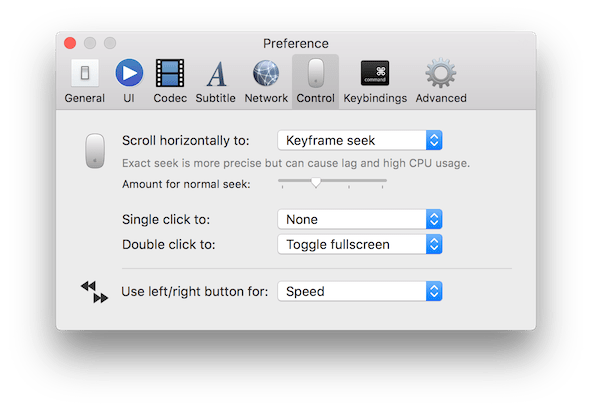 Preference
General UI Codec Subtitle Network Control Keybindings Advanced
⌘
command
A
Scroll horizontally to: Keyframe seek
Exact seek is more precise but can cause lag and high CPU usage.
Amount for normal seek:
Single click to: None
Double click to: Toggle fullscreen
Use left/right button for: Speed